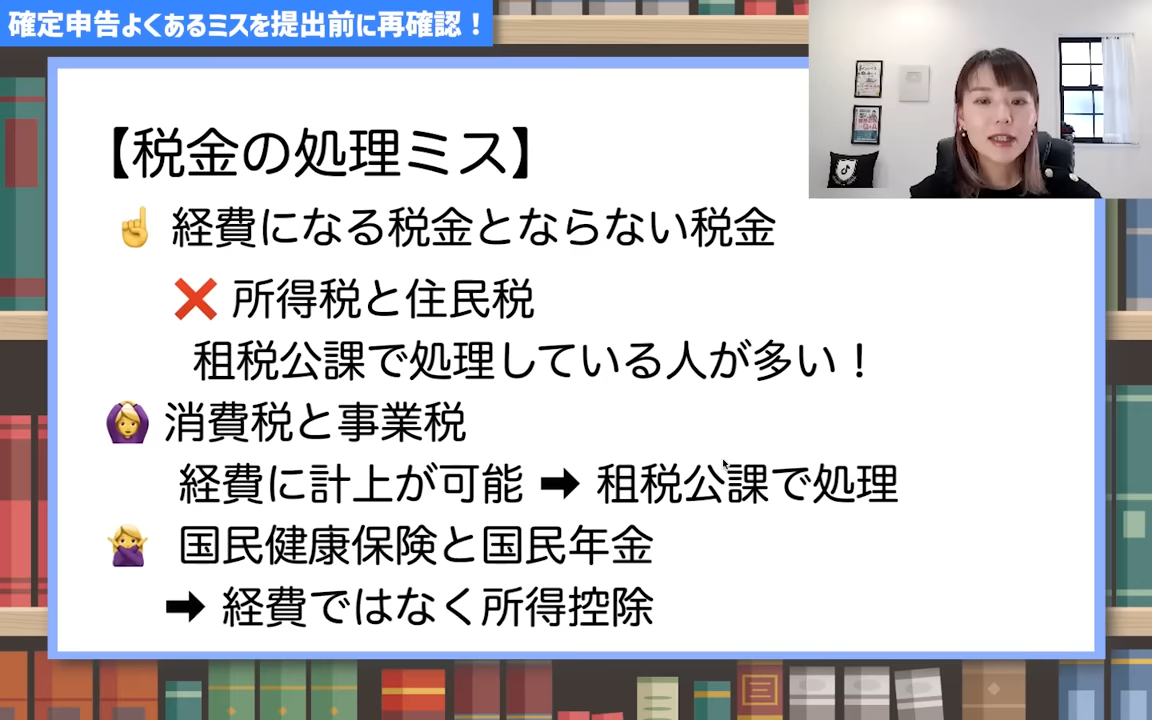 確定申告よくあるミスを提出前に再確認！
【税金の処理ミス】
☝ 経費になる税金とならない税金
❌ 所得税と住民税
租税公課で処理している人が多い！
🙆‍♀️ 消費税と事業税
経費に計上が可能 ➡ 租税公課で処理
🙅‍♀️ 国民健康保険と国民年金
➡ 経費ではなく所得控除